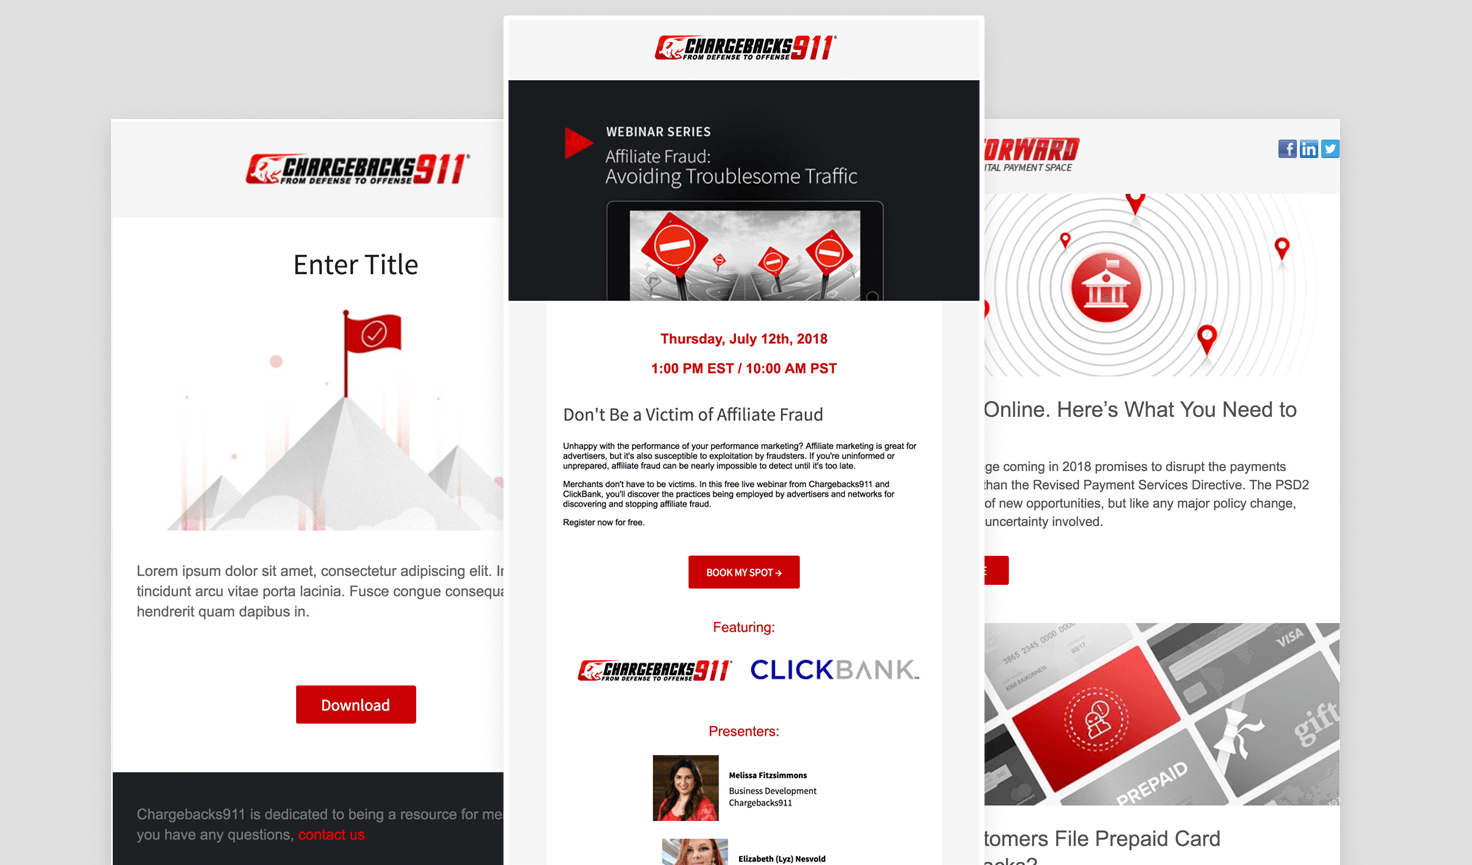 CHARGEBACKS911®
FROM DEFENSE TO OFFENSE
Enter Title
Lorem ipsum dolor sit amet, consectetur adipiscing elit.
tincidunt arcu vitae porta lacinia. Fusce congue
hendrerit quam dapibus in.
Download
Chargebacks911 is dedicated to being a resource for
you have any questions, contact us
CHARGEBACKS911®
FROM DEFENSE TO OFFENSE
WEBINAR SERIES
Affiliate Fraud:
Avoiding Troublesome Traffic
Thursday, July 12th, 2018
1:00 PM EST / 10:00 AM PST
Don't Be a Victim of Affiliate Fraud
Unhappy with the performance of your performance marketing? Affiliate marketing is great for
advertisers, but it's also susceptible to exploitation by fraudsters. If you're uninformed or
unprepared, affiliate fraud can be nearly impossible to detect until it's too late.
Merchants don't have to be victims. In this free live webinar from Chargebacks911 and
ClickBank, you'll discover the practices being employed by advertisers and networks for
discovering and stopping affiliate fraud.
Register now for free.
BOOK MY SPOT →
Featuring:
CHARGEBACKS911®
FROM DEFENSE TO OFFENSE
CLICKBANK™
Presenters:
Melissa Fitzsimmons
Business Development
Chargebacks911
Elizabeth (Lyz) Nesvold
ORWARD
ITAL PAYMENT SPACE
f in
Online. Here's What You Need to
ge coming in 2018 promises to disrupt the payments
than the Revised Payment Services Directive. The PSD2
of new opportunities, but like any major policy change,
uncertainty involved.
3865 2345 0000 000
03/17
KIMI RAIKONNEN
VISA
gift
PREPAID
tomers File Prepaid Card